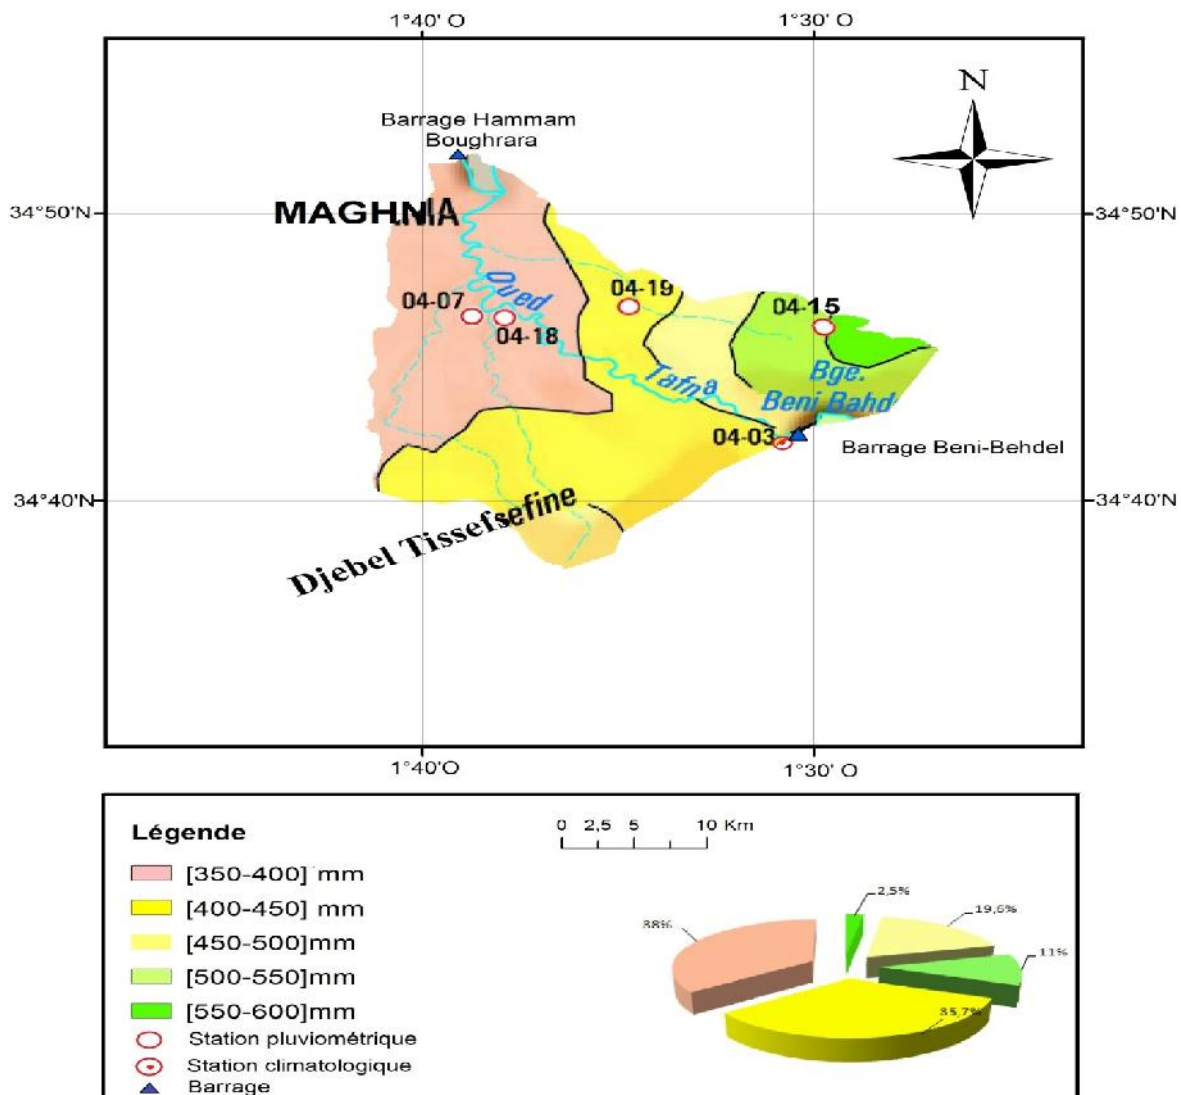 1°40' O
1°30' O
N
Barrage Hammam
Boughrara
34°50'N
MAGHNIA
34°50'N
04-07
Oued
04-18
04-19
04-15
Tafna
Bge.
Beni Bahd
04-03
Barrage Beni-Behdel
34°40'N
34°40'N
Djebel Tissefsefine
1°40'O
1°30' O
Légende
0 2,5 5 10 Km
[350-400] mm
[400-450] mm
[450-500]mm
[500-550]mm
[550-600]mm
Station pluviométrique
Station climatologique
Barrage
2,5%
19,6%
11%
35,7%
38%